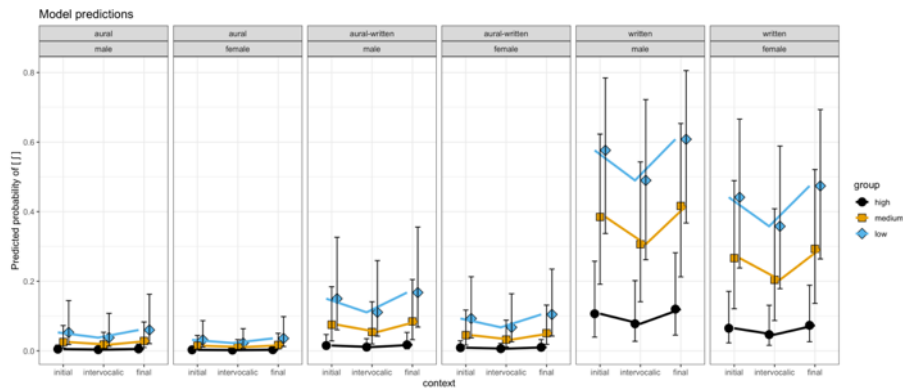 Model predictions
aural aural aural-written aural-written written written
male female male female male female
0.8
0.6
0.4
0.2
0.0
Predicted probability of [ʃ]
initial intervocalic final initial intervocalic final initial intervocalic final initial intervocalic final initial intervocalic final initial intervocalic final
context
group
high
medium
low